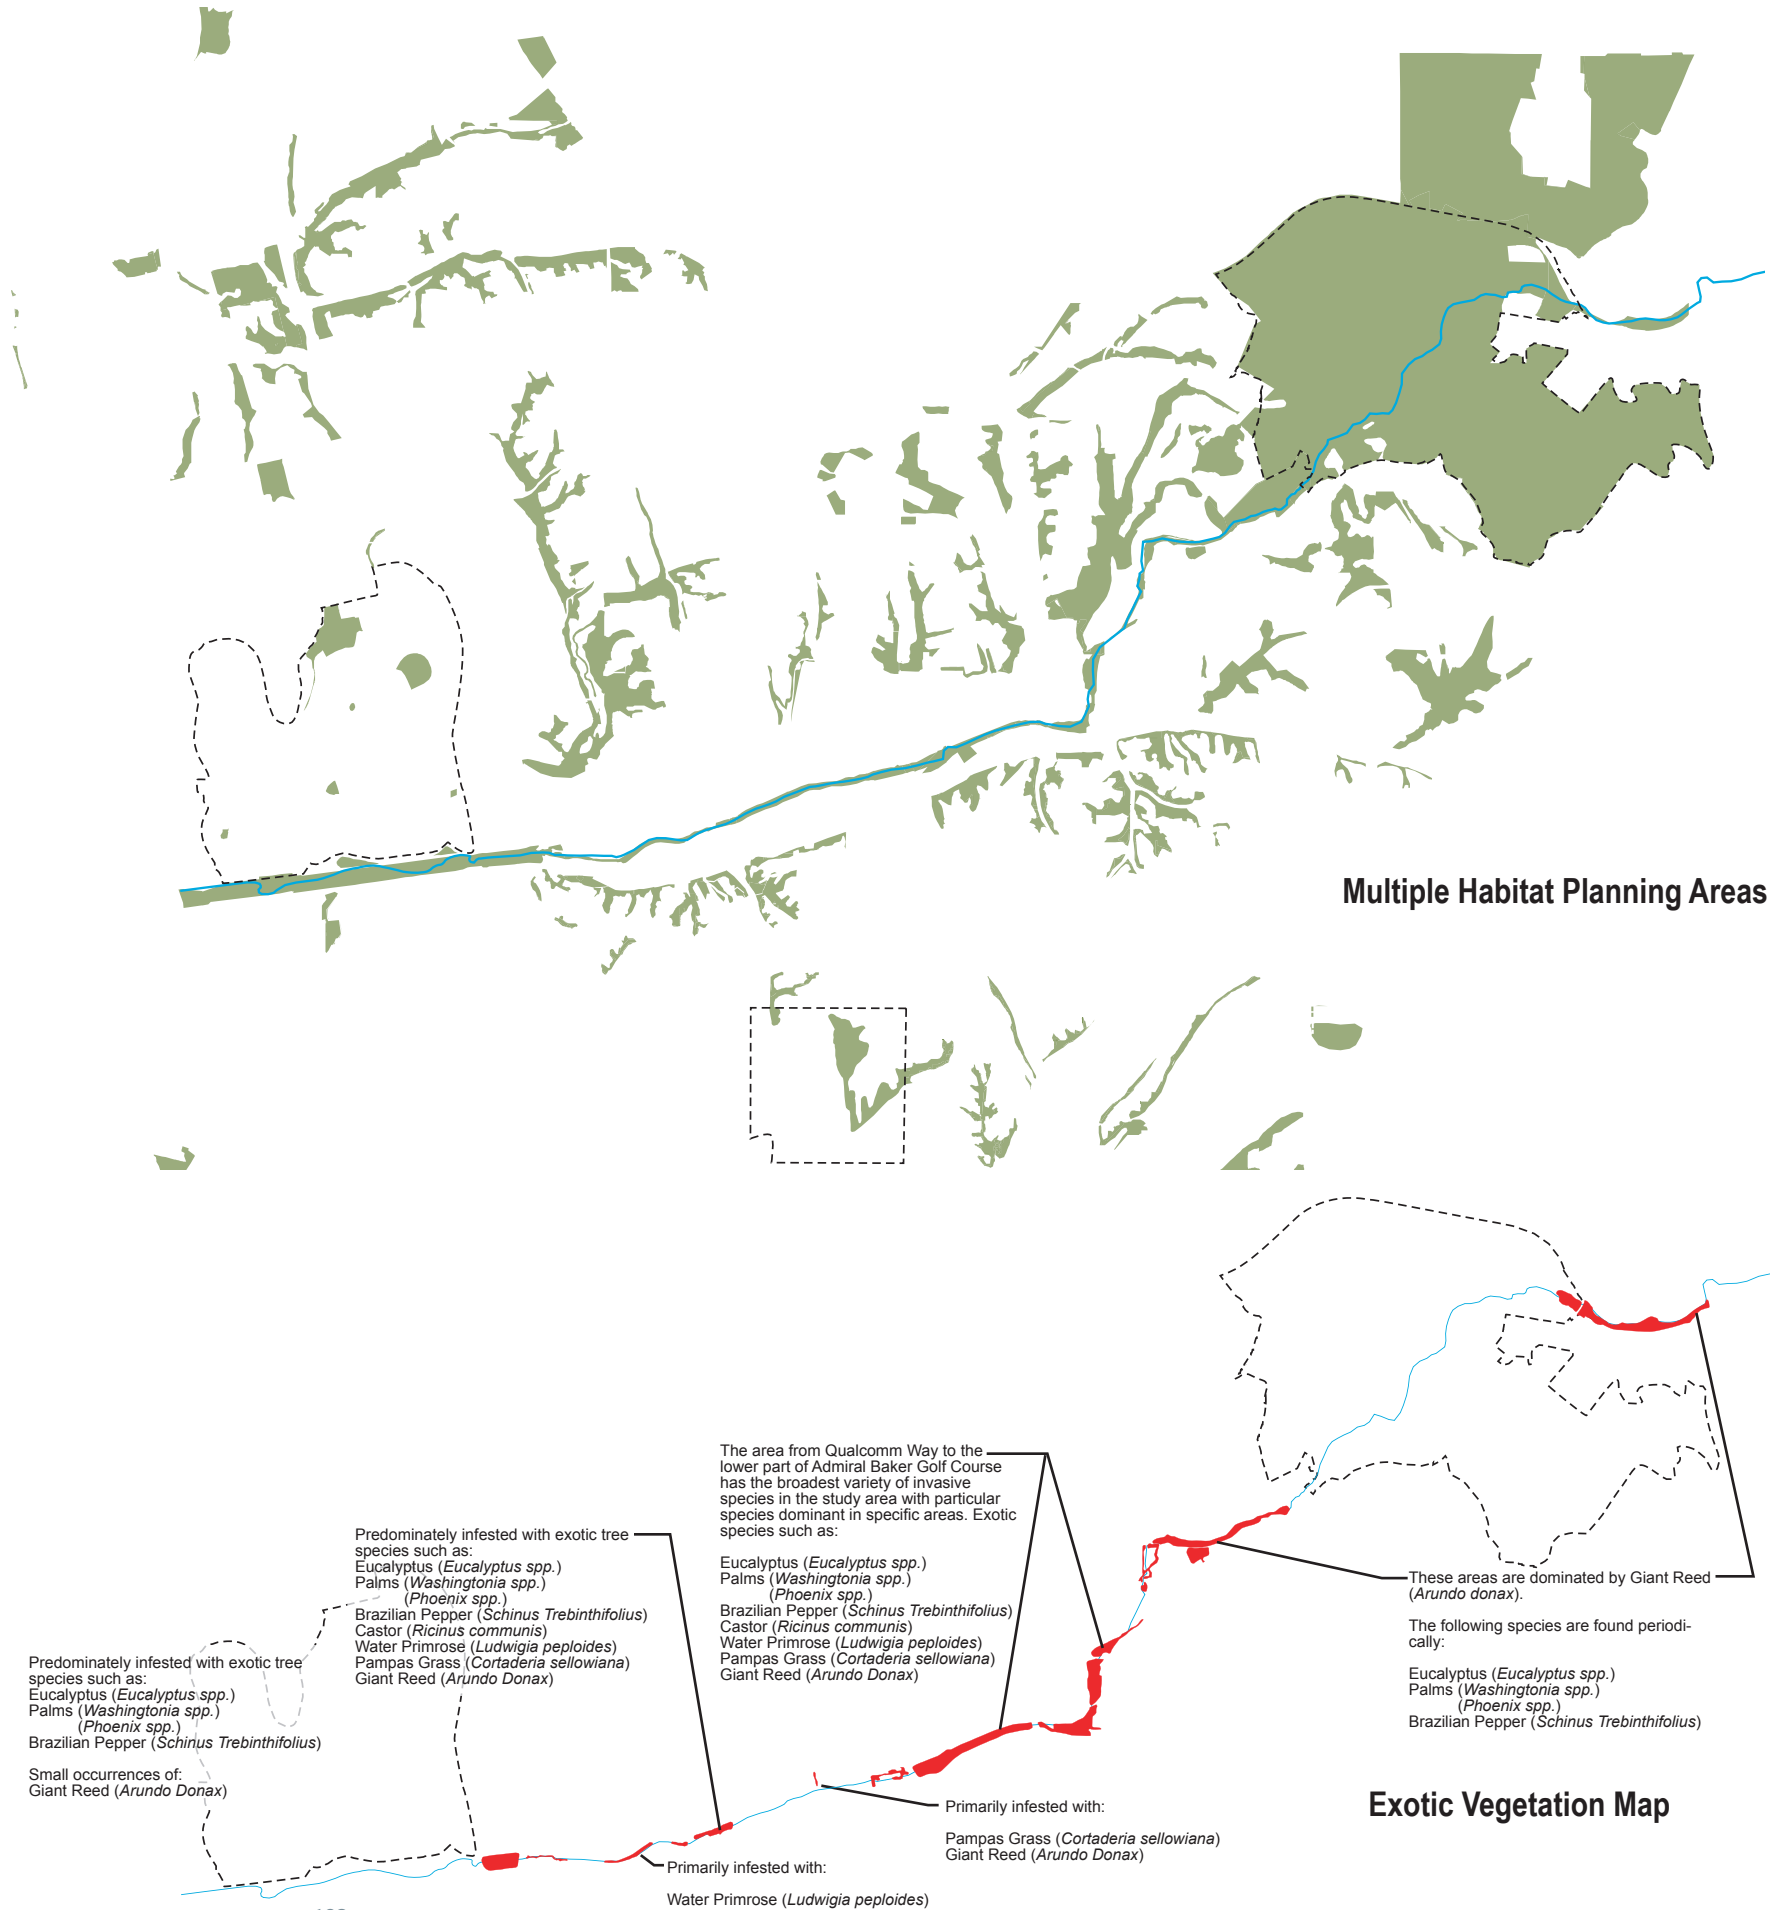 Multiple Habitat Planning Areas
The area from Qualcomm Way to the
lower part of Admiral Baker Golf Course
has the broadest variety of invasive
species in the study area with particular
species dominant in specific areas. Exotic
species such as:
Eucalyptus (Eucalyptus spp.)
Palms (Washingtonia spp.)
(Phoenix spp.)
Brazilian Pepper (Schinus Trebinthifolius)
Castor (Ricinus communis)
Water Primrose (Ludwigia peploides)
Pampas Grass (Cortaderia sellowiana)
Giant Reed (Arundo Donax)
Predominately infested with exotic tree
species such as:
Eucalyptus (Eucalyptus spp.)
Palms (Washingtonia spp.)
(Phoenix spp.)
Brazilian Pepper (Schinus Trebinthifolius)
Castor (Ricinus communis)
Water Primrose (Ludwigia peploides)
Pampas Grass (Cortaderia sellowiana)
Giant Reed (Arundo Donax)
These areas are dominated by Giant Reed
(Arundo donax).
The following species are found periodi-
cally:
Eucalyptus (Eucalyptus spp.)
Palms (Washingtonia spp.)
(Phoenix spp.)
Brazilian Pepper (Schinus Trebinthifolius)
Predominately infested with exotic tree
species such as:
Eucalyptus (Eucalyptus spp.)
Palms (Washingtonia spp.)
(Phoenix spp.)
Brazilian Pepper (Schinus Trebinthifolius)
Small occurrences of:
Giant Reed (Arundo Donax)
Exotic Vegetation Map
Primarily infested with:
Pampas Grass (Cortaderia sellowiana)
Giant Reed (Arundo Donax)
Primarily infested with:
Water Primrose (Ludwigia peploides)